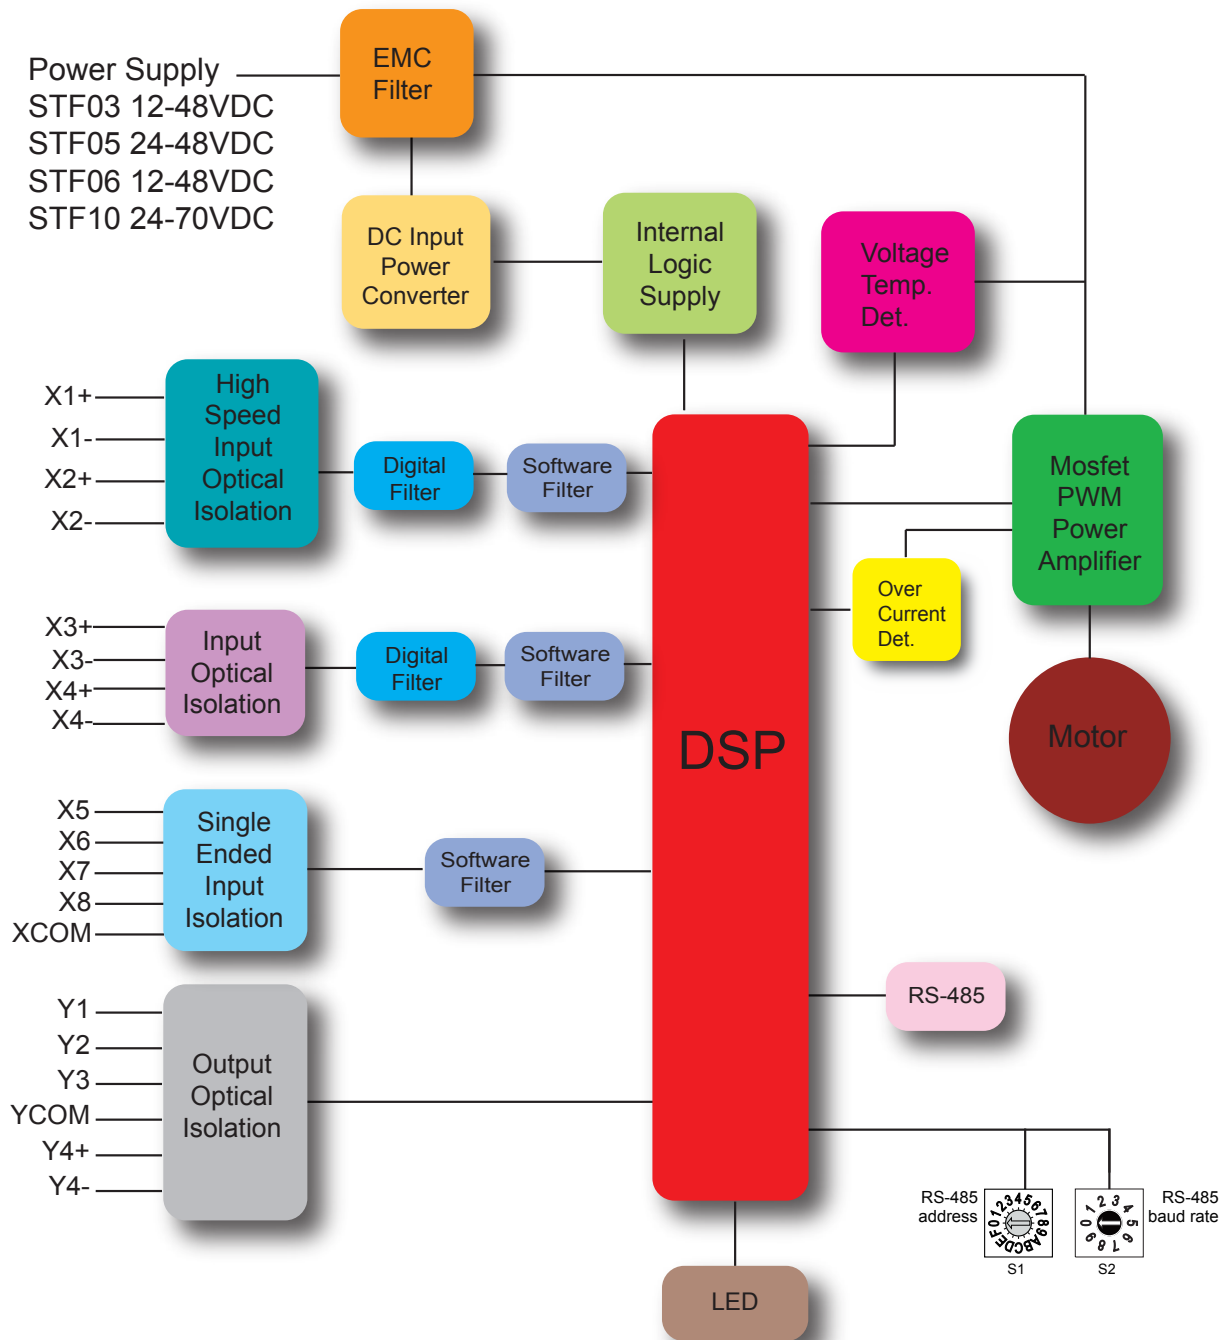 EMC
Filter
Power Supply
STF03 12-48VDC
STF05 24-48VDC
STF06 12-48VDC
STF10 24-70VDC
DC Input
Power
Converter
Internal
Logic
Supply
Voltage
Temp.
Det.
X1+
X1-
X2+
X2-
High
Speed
Input
Optical
Isolation
Digital
Filter
Software
Filter
Mosfet
PWM
Power
Amplifier
Over
Current
Det.
X3+
X3-
X4+
X4-
Input
Optical
Isolation
Digital
Filter
Software
Filter
DSP
Motor
X5
X6
X7
X8
XCOM
Single
Ended
Input
Isolation
Software
Filter
RS-485
Y1
Y2
Y3
YCOM
Y4+
Y4-
Output
Optical
Isolation
RS-485
address
0123456789ABCDEF
S1
0123456789
S2
RS-485
baud rate
LED